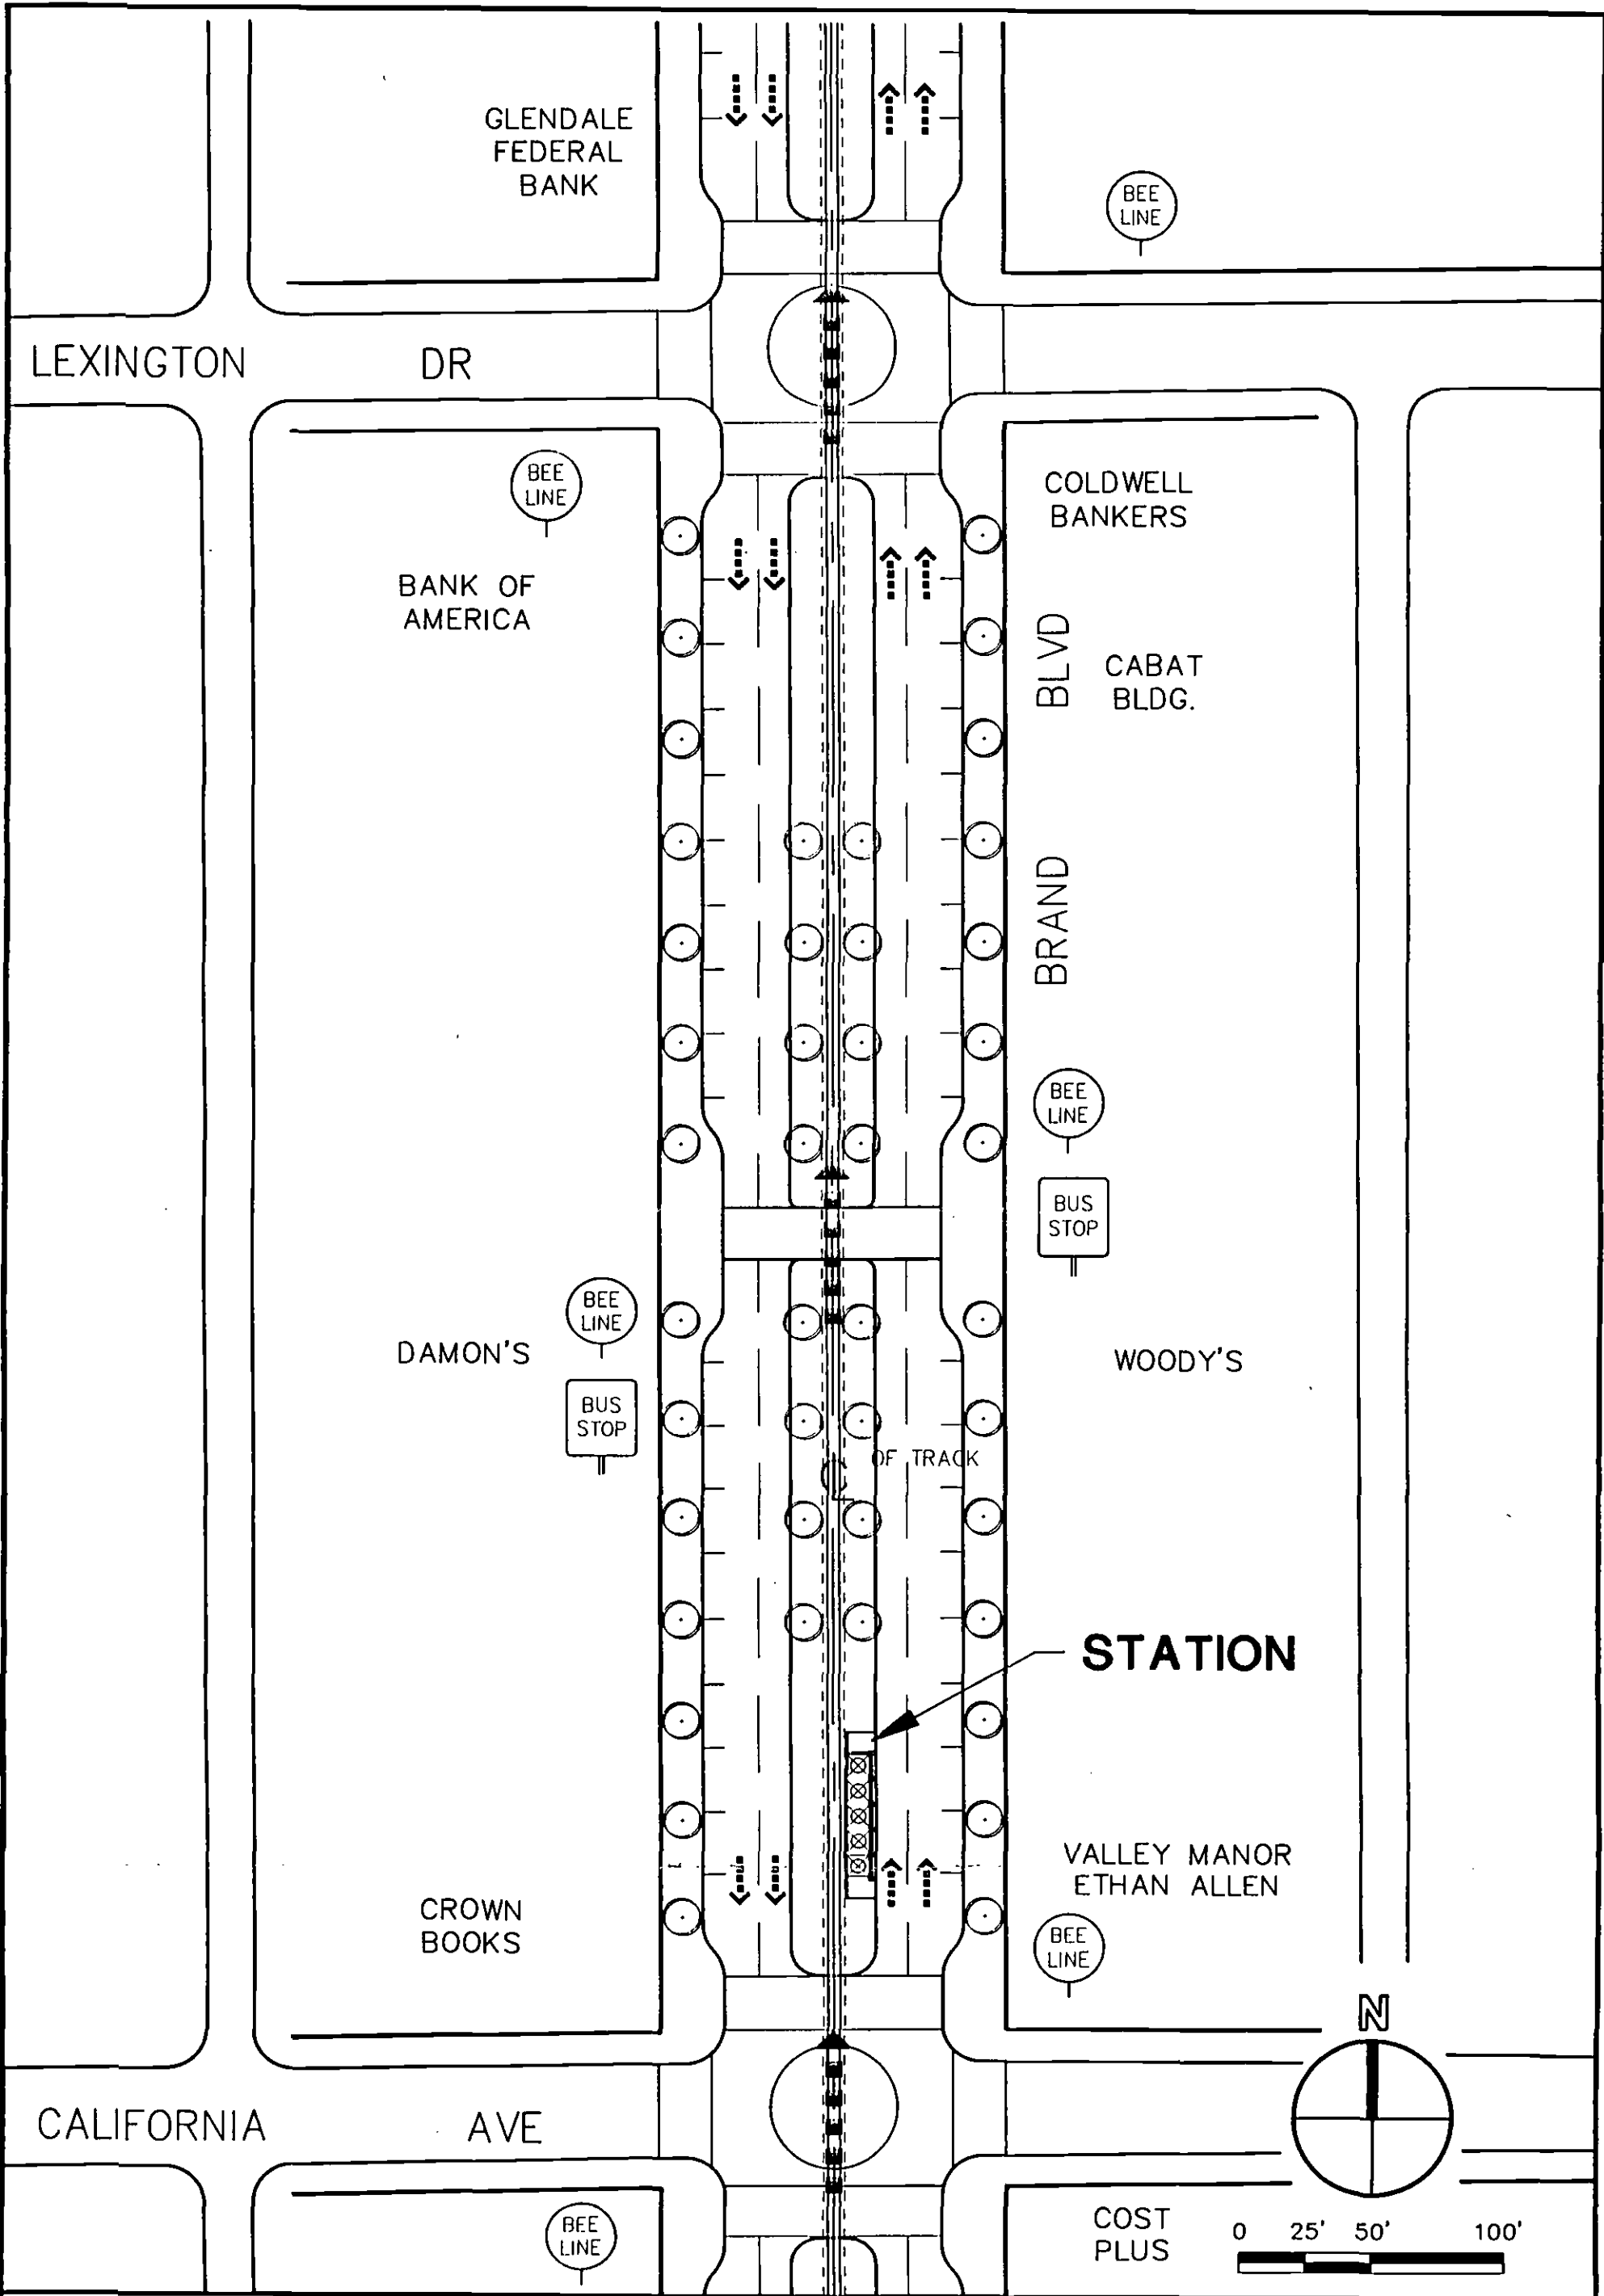 GLENDALE
FEDERAL
BANK
BEE
LINE
LEXINGTON DR
BEE
LINE
COLDWELL
BANKERS
BANK OF
AMERICA
BRAND BLVD
CABAT
BLDG.
BEE
LINE
BUS
STOP
BEE
LINE
DAMON'S
WOODY'S
BUS
STOP
OF TRACK
STATION
VALLEY MANOR
ETHAN ALLEN
CROWN
BOOKS
BEE
LINE
N
CALIFORNIA AVE
BEE
LINE
COST
PLUS
0 25' 50' 100'